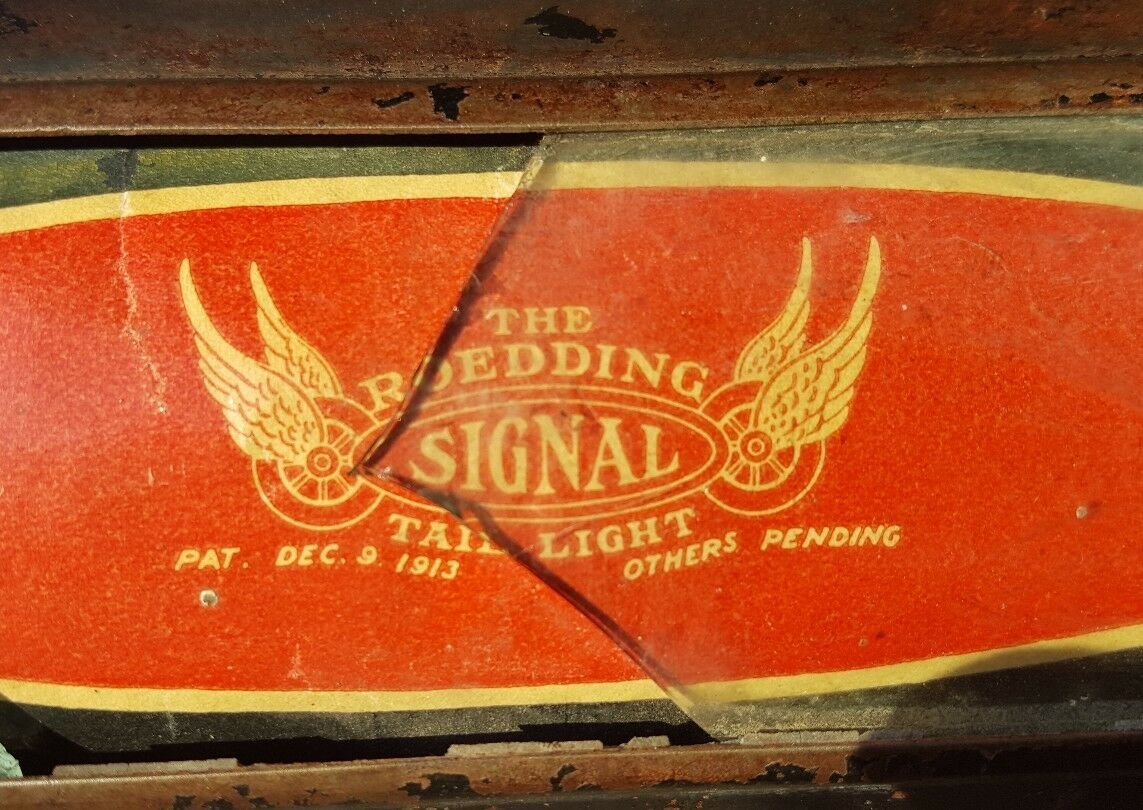 THE
ROEDDING
SIGNAL
TAIL LIGHT
PAT. DEC. 9. 1913
OTHERS PENDING